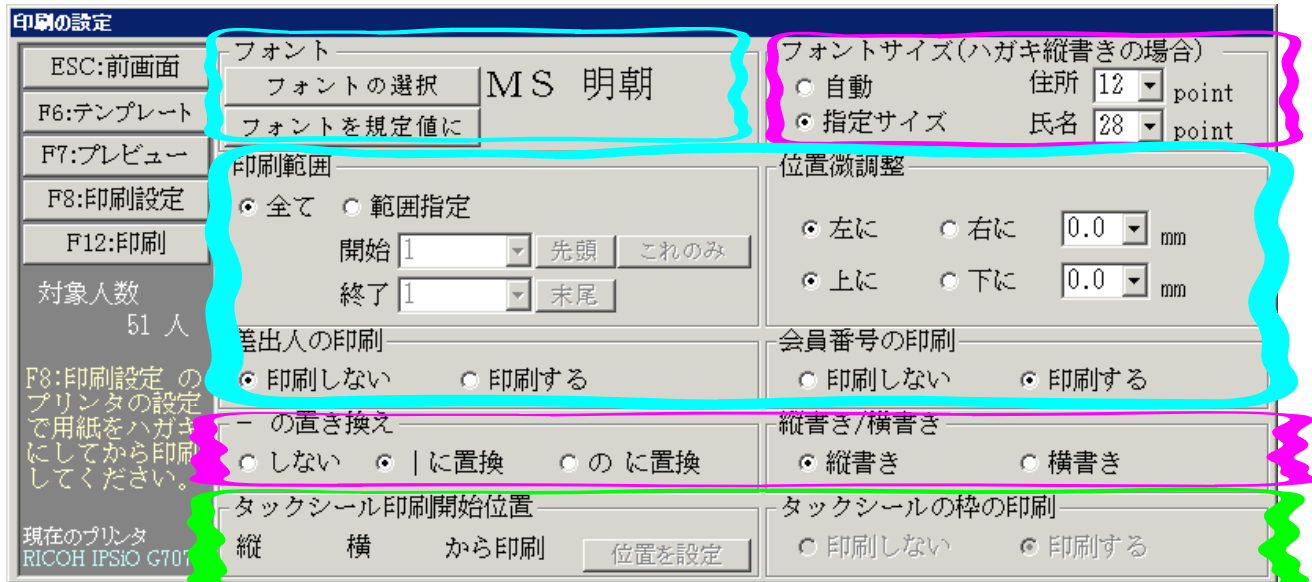 印刷の設定
ESC:前画面
F6:テンプレート
F7:プレビュー
F8:印刷設定
F12:印刷
対象人数
51 人
F8:印刷設定 の
プリンタの設定
で用紙をハガキ
にしてから印刷
してください。
現在のプリンタ
RICOH IPSiO G707
フォント
フォントの選択 MS 明朝
フォントを規定値に
フォントサイズ(ハガキ縦書きの場合)
自動 住所 12 point
指定サイズ 氏名 28 point
印刷範囲
全て 範囲指定
開始 1 先頭 これのみ
終了 1 末尾
位置微調整
左に 右に 0.0 mm
上に 下に 0.0 mm
差出人の印刷
印刷しない 印刷する
会員番号の印刷
印刷しない 印刷する
− の置き換え
しない |に置換 の に置換
縦書き/横書き
縦書き 横書き
タックシール印刷開始位置
縦 横 から印刷 位置を設定
タックシールの枠の印刷
印刷しない 印刷する